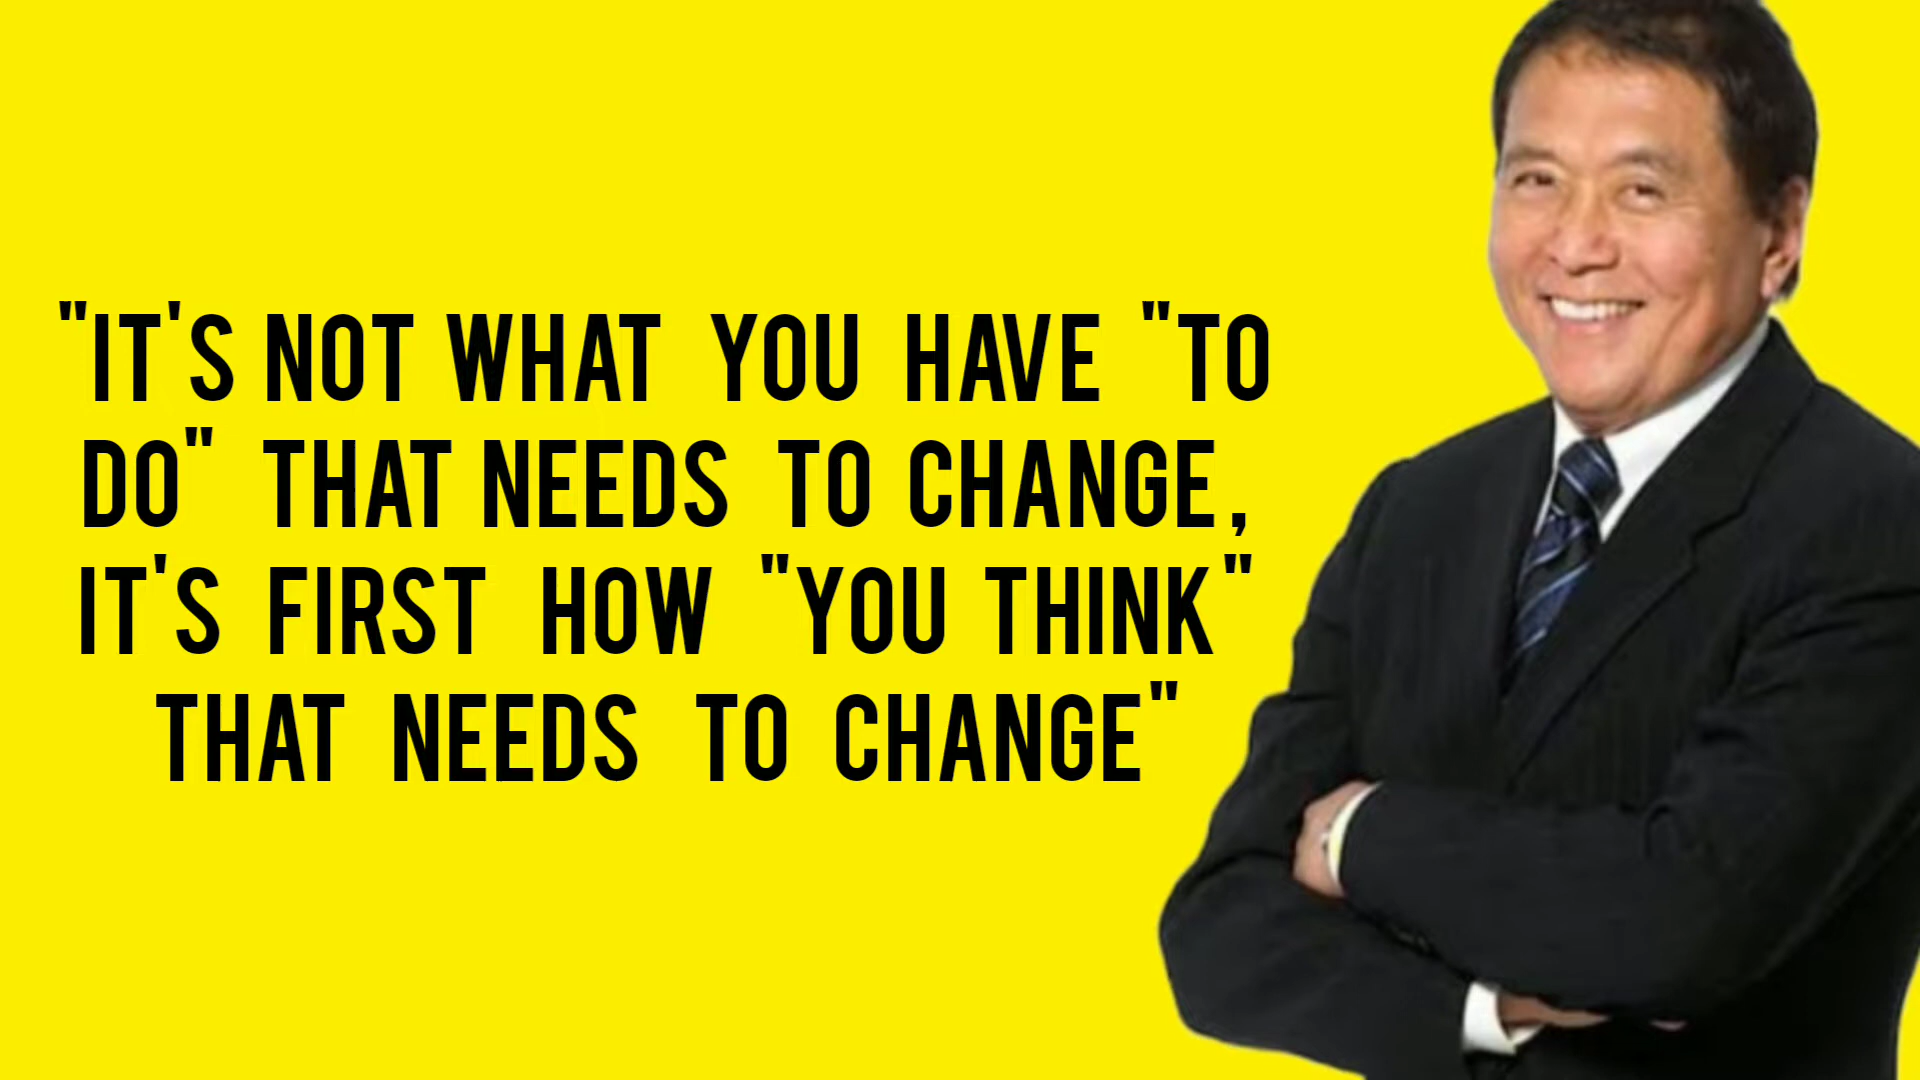 "IT'S NOT WHAT YOU HAVE "TO
DO" THAT NEEDS TO CHANGE,
IT'S FIRST HOW "YOU THINK"
THAT NEEDS TO CHANGE"